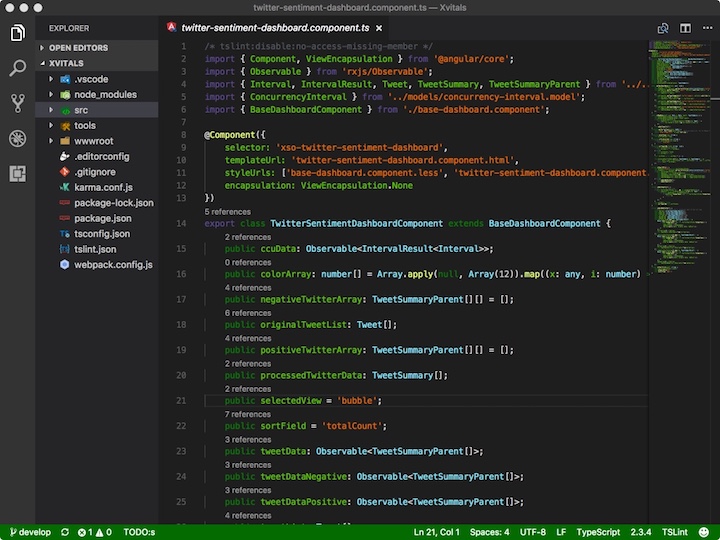 twitter-sentiment-dashboard.component.ts — Xvitals
EXPLORER
OPEN EDITORS
XVITALS
.vscode
node_modules
src
tools
wwwroot
.editorconfig
.gitignore
karma.conf.js
package-lock.json
package.json
tsconfig.json
tslint.json
webpack.config.js
twitter-sentiment-dashboard.component.ts
1 /* tslint:disable:no-access-missing-member */
2 import { Component, ViewEncapsulation } from '@angular/core';
3 import { Observable } from 'rxjs/Observable';
4 import { Interval, IntervalResult, Tweet, TweetSummary, TweetSummaryParent } from '../..
5 import { ConcurrencyInterval } from '../models/concurrency-interval.model';
6 import { BaseDashboardComponent } from './base-dashboard.component';
7
8 @Component({
9 selector: 'xso-twitter-sentiment-dashboard',
10 templateUrl: 'twitter-sentiment-dashboard.component.html',
11 styleUrls: ['base-dashboard.component.less', 'twitter-sentiment-dashboard.component.
12 encapsulation: ViewEncapsulation.None
13 })
5 references
14 export class TwitterSentimentDashboardComponent extends BaseDashboardComponent {
2 references
15 public ccuData: Observable<IntervalResult<Interval>>;
0 references
16 public colorArray: number[] = Array.apply(null, Array(12)).map((x: any, i: number)
4 references
17 public negativeTwitterArray: TweetSummaryParent[][] = [];
6 references
18 public originalTweetList: Tweet[];
4 references
19 public positiveTwitterArray: TweetSummaryParent[][] = [];
2 references
20 public processedTwitterData: TweetSummary[];
2 references
21 public selectedView = 'bubble';
7 references
22 public sortField = 'totalCount';
3 references
23 public tweetData: Observable<TweetSummaryParent[]>;
3 references
24 public tweetDataNegative: Observable<TweetSummaryParent[]>;
3 references
25 public tweetDataPositive: Observable<TweetSummaryParent[]>;
4 references
develop 1 0 TODO:s Ln 21, Col 1 Spaces: 4 UTF-8 LF TypeScript 2.3.4 TSLint